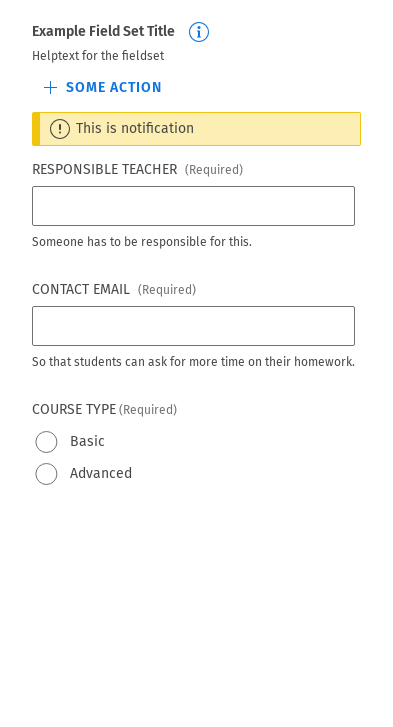 Example Field Set Title
Helptext for the fieldset
SOME ACTION
This is notification
RESPONSIBLE TEACHER (Required)
Someone has to be responsible for this.
CONTACT EMAIL (Required)
So that students can ask for more time on their homework.
COURSE TYPE (Required)
Basic
Advanced